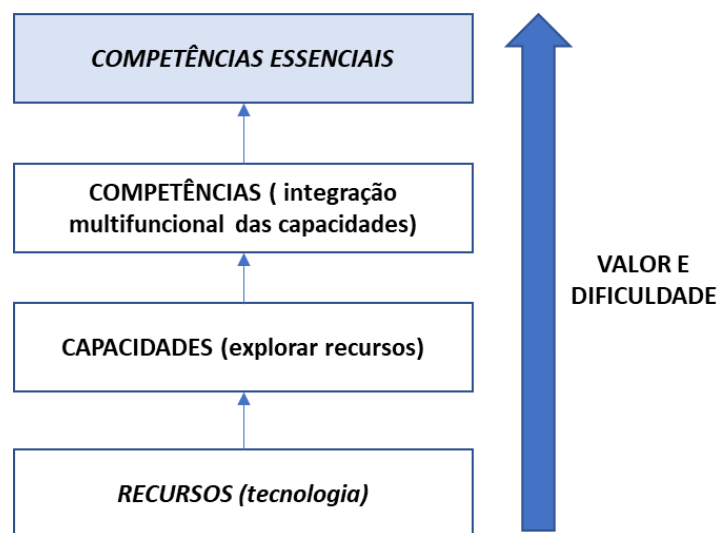 COMPETÊNCIAS ESSENCIAIS
COMPETÊNCIAS ( integração
multifuncional das capacidades)
VALOR E
DIFICULDADE
CAPACIDADES (explorar recursos)
RECURSOS (tecnologia)